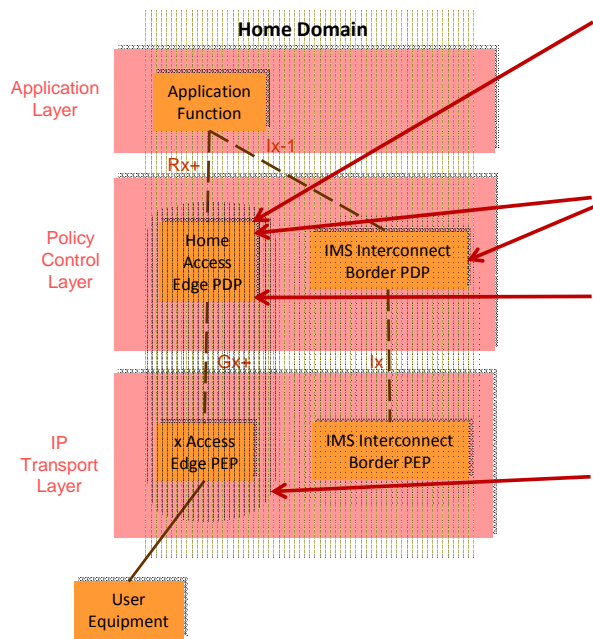 Home Domain
Application
Layer
Application
Function
Rx+
Ix-1
Policy
Control
Layer
Home
Access
Edge PDP
IMS Interconnect
Border PDP
Gx+
Ix
IP
Transport
Layer
x Access
Edge PEP
IMS Interconnect
Border PEP
User
Equipment